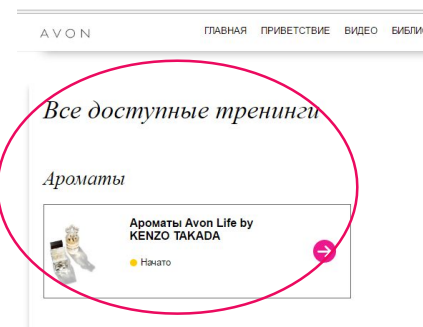 AVON ГЛАВНАЯ ПРИВЕТСТВИЕ ВИДЕО
Все доступные тренинги
Ароматы
Ароматы Avon Life by
KENZO TAKADA
Начато